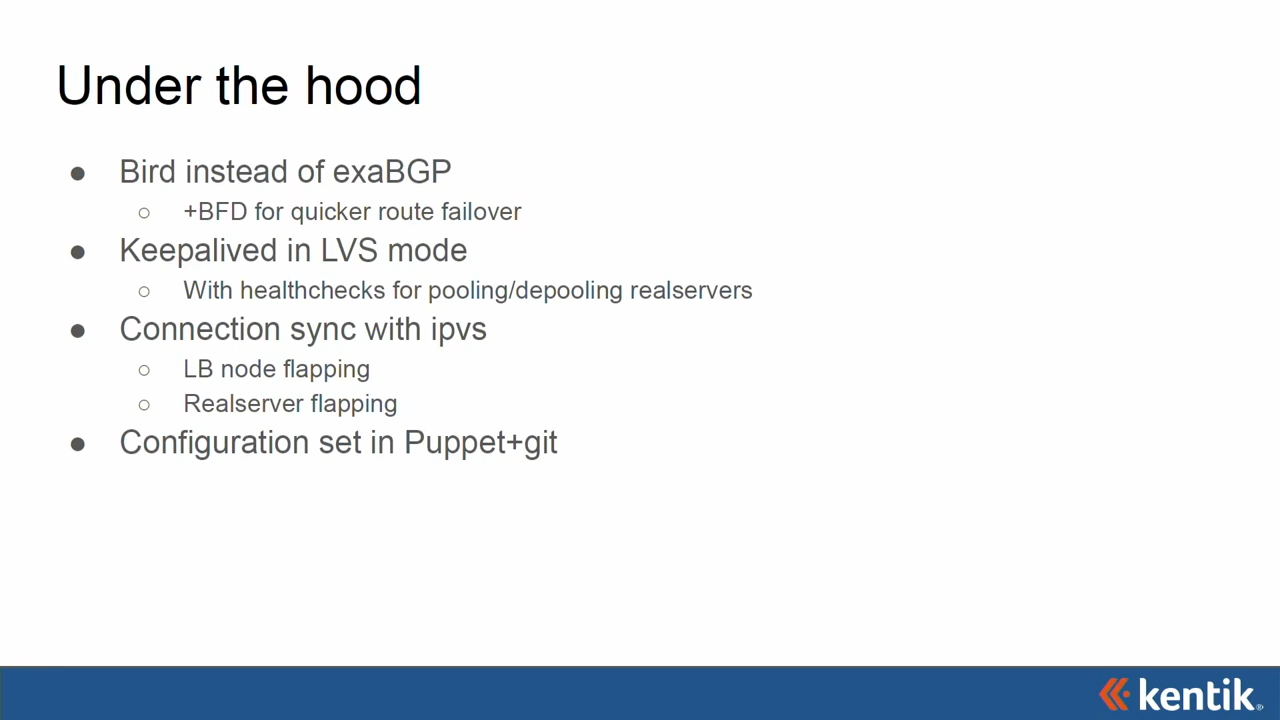 Under the hood
● Bird instead of exaBGP
○ +BFD for quicker route failover
● Keepalived in LVS mode
○ With healthchecks for pooling/depooling realservers
● Connection sync with ipvs
○ LB node flapping
○ Realserver flapping
● Configuration set in Puppet+git
kentik®